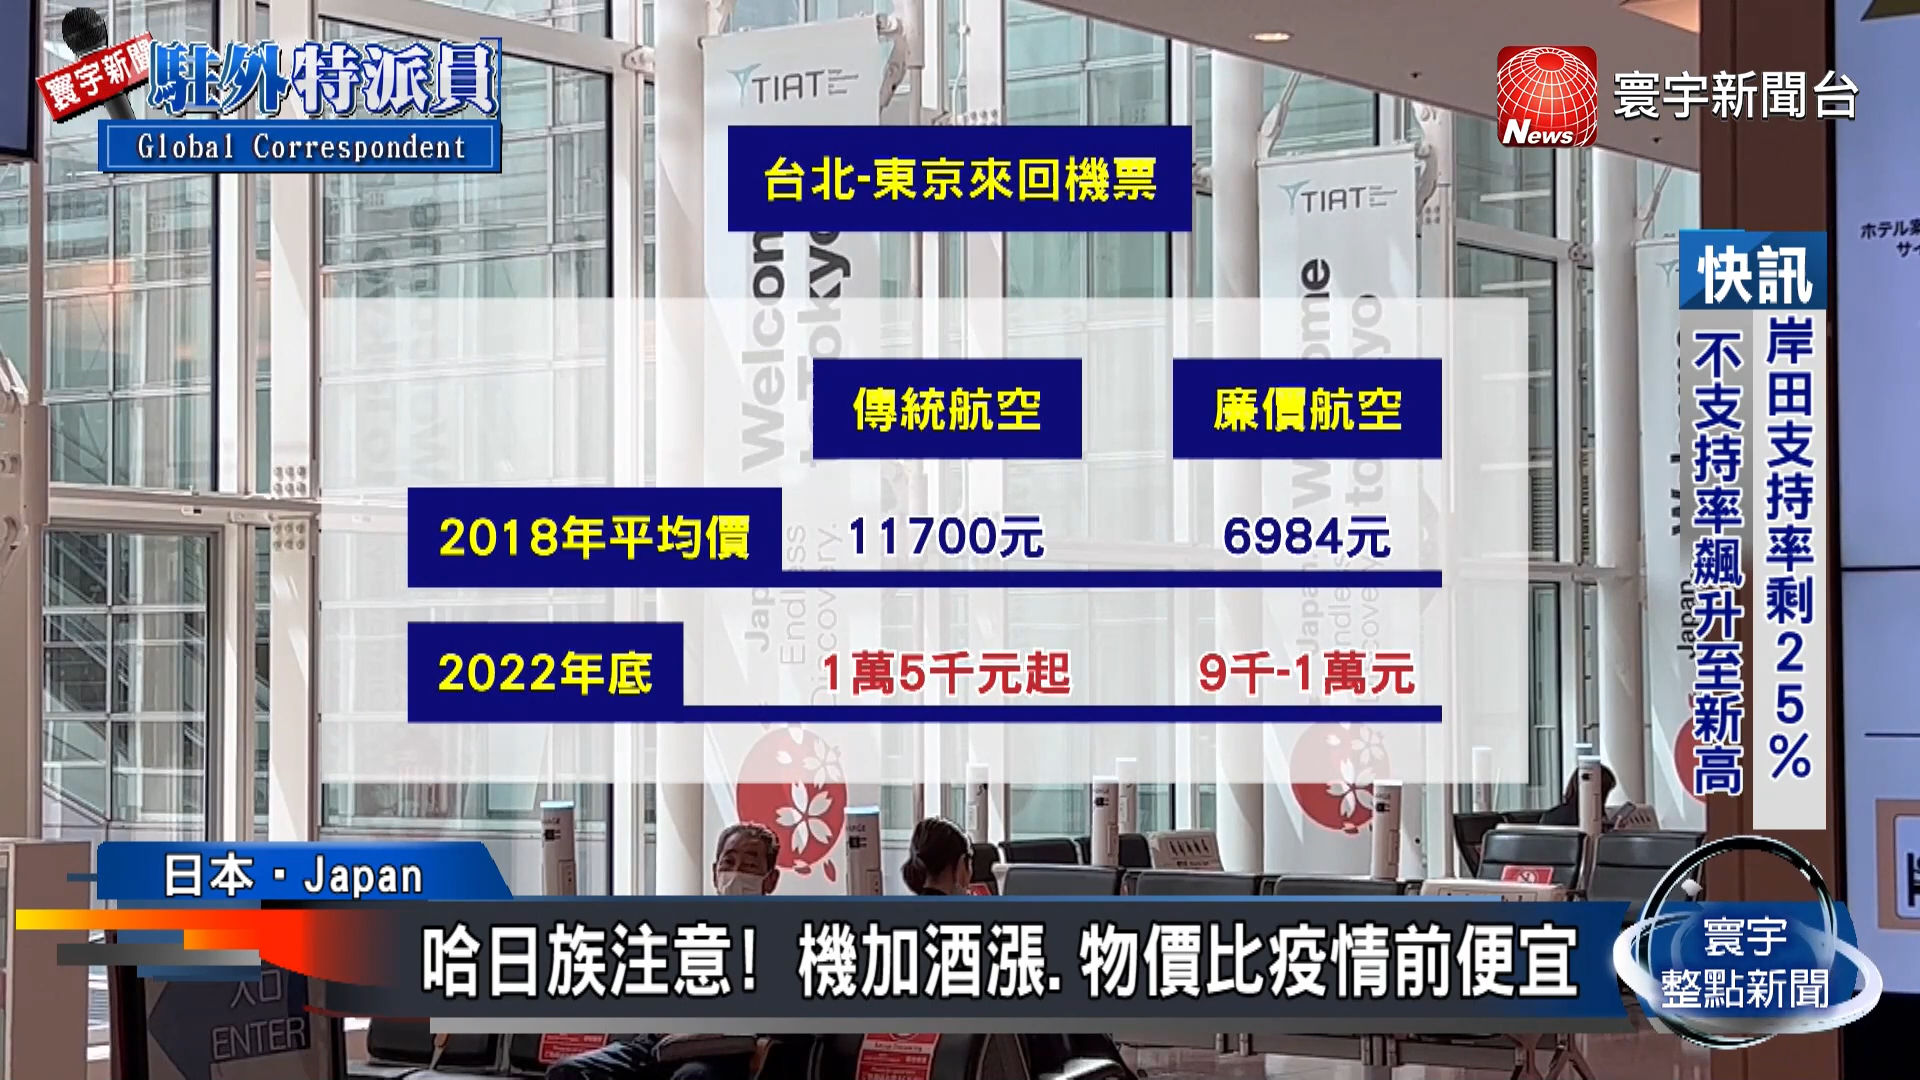 寰宇新聞
駐外特派員
Global Correspondent
News
寰宇新聞台
TIAT
TIAT
台北-東京來回機票
傳統航空
廉價航空
2018年平均價
11700元
6984元
2022年底
1萬5千元起
9千-1萬元
快訊
岸田支持率剩25%
不支持率飆升至新高
日本·Japan
哈日族注意! 機加酒漲.物價比疫情前便宜
寰宇
整點新聞
入口
ENTER